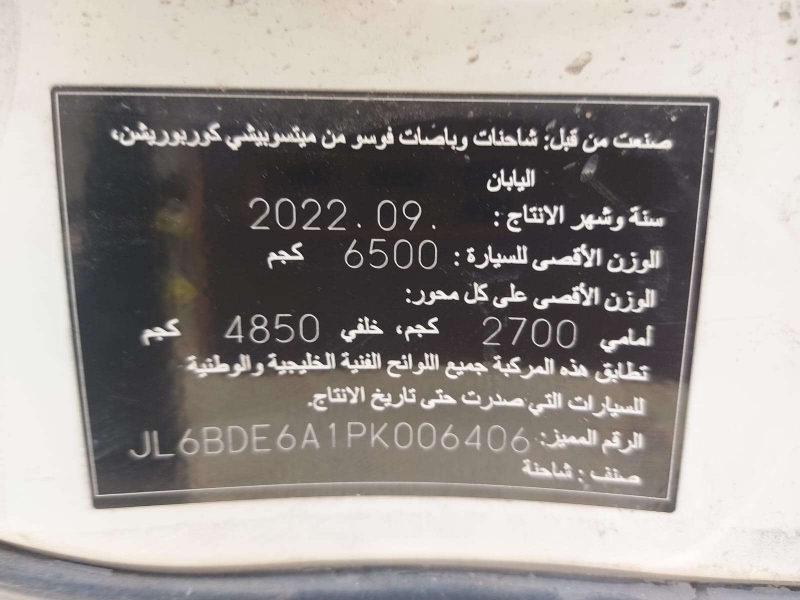 صنعت من قبل: شاحنات وباصات فوسو من ميتسوبيشي كوربوريشن،
اليابان
سنة وشهر الانتاج : 2022.09.
الوزن الأقصى للسيارة : 6500 كجم
الوزن الأقصى على كل محور:
أمامي 2700 كجم، خلفي 4850 كجم
تطابق هذه المركبة جميع اللوائح الفنية الخليجية والوطنية
للسيارات التي صدرت حتى تاريخ الانتاج.
الرقم المميز: JL6BDE6A1PK006406
صنف : شاحنة